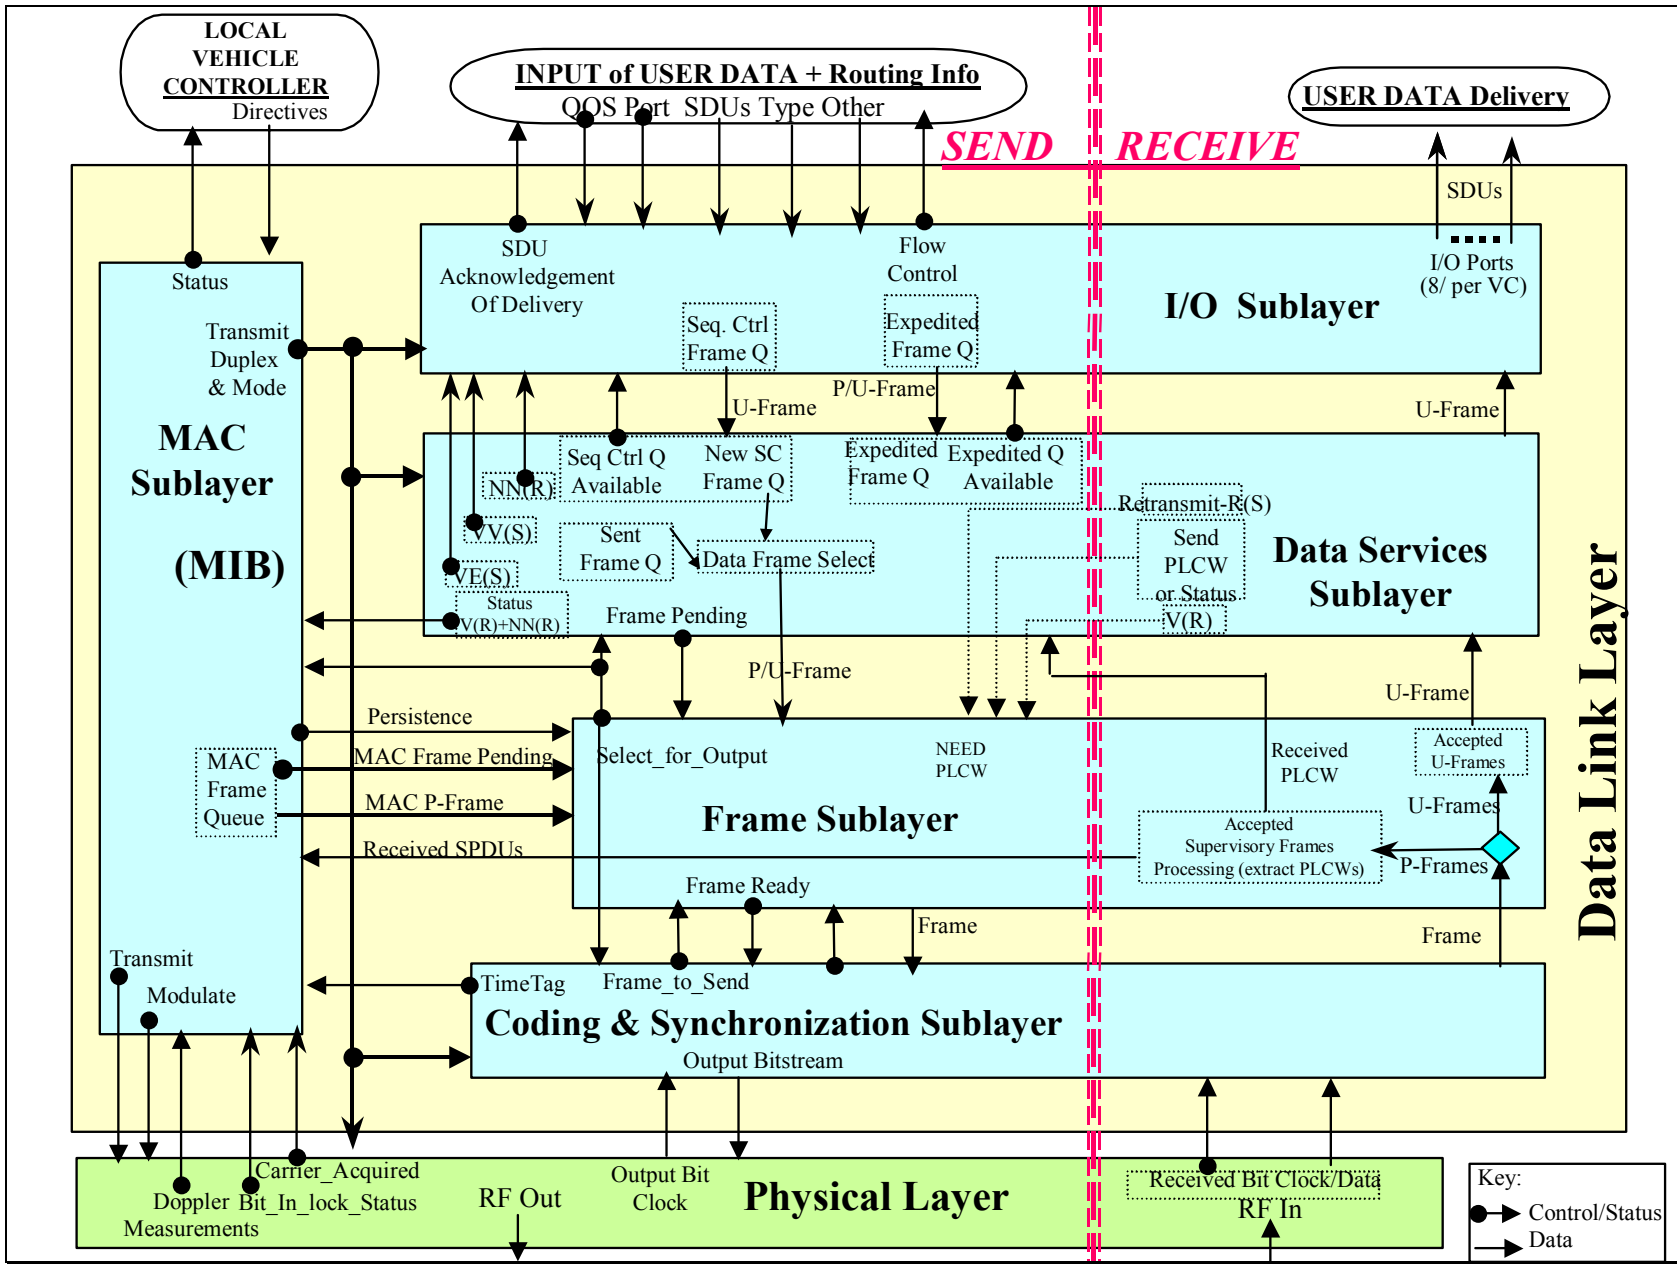 LOCAL
VEHICLE
CONTROLLER
Directives
INPUT of USER DATA + Routing Info
QOS Port SDUs Type Other
USER DATA Delivery
SEND
RECEIVE
SDUs
Status
SDU
Acknowledgement
Of Delivery
Flow
Control
I/O Ports
(8/ per VC)
I/O Sublayer
Seq. Ctrl
Frame Q
Expedited
Frame Q
Transmit
Duplex
& Mode
U-Frame
P/U-Frame
U-Frame
MAC
Sublayer
(MIB)
Seq Ctrl Q
Available
New SC
Frame Q
Expedited
Frame Q
Expedited Q
Available
NN(R)
VV(S)
VE(S)
Status
V(R)+NN(R)
Sent
Frame Q
Data Frame Select
Retransmit-R(S)
Send
PLCW
or Status
V(R)
Data Services
Sublayer
Frame Pending
P/U-Frame
U-Frame
Data Link Layer
Persistence
MAC Frame Pending
MAC P-Frame
Received SPDUs
MAC
Frame
Queue
Select_for_Output
NEED
PLCW
Received
PLCW
Accepted
U-Frames
U-Frames
Frame Sublayer
Accepted
Supervisory Frames
Processing (extract PLCWs)
P-Frames
Frame Ready
Frame
Frame
Transmit
Modulate
TimeTag
Frame_to_Send
Coding & Synchronization Sublayer
Output Bitstream
Carrier_Acquired
Doppler
Measurements
Bit_In_lock_Status
RF Out
Output Bit
Clock
Physical Layer
Received Bit Clock/Data
RF In
Key:
Control/Status
Data